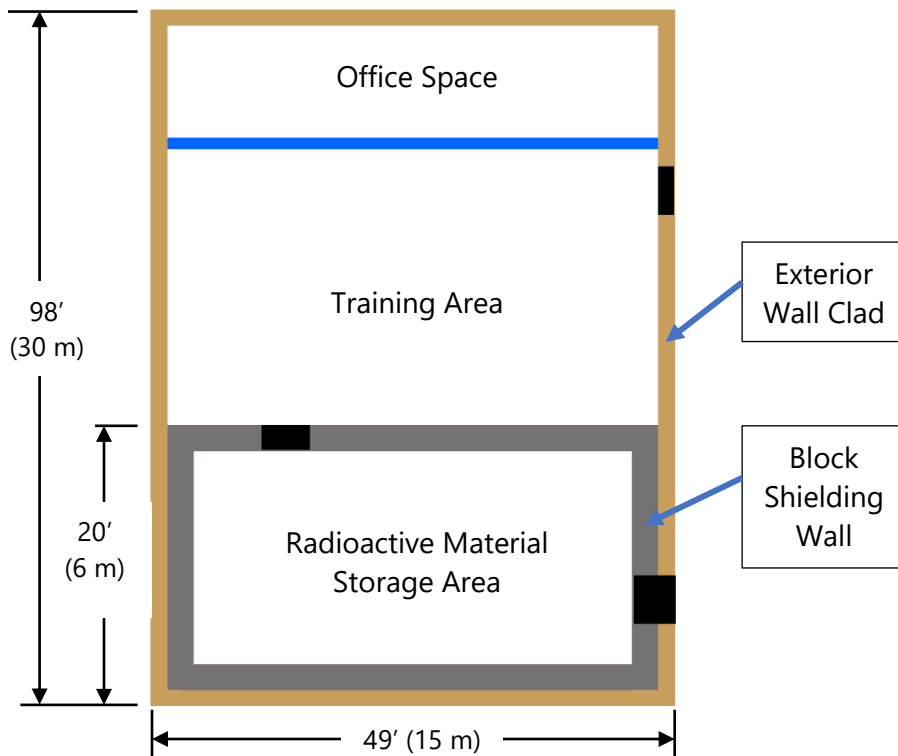 Office Space
Training Area
Exterior
Wall Clad
98’
(30 m)
20’
(6 m)
Radioactive Material
Storage Area
Block
Shielding
Wall
49’ (15 m)